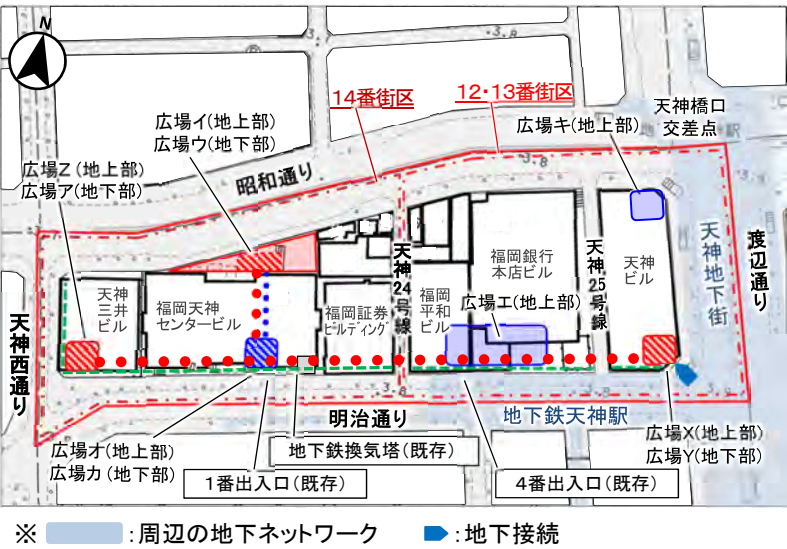 N
14番街区
12・13番街区
天神橋口
交差点
広場イ(地上部)
広場ウ(地下部)
広場キ(地上部)
広場Z(地上部)
広場ア(地下部)
昭和通り
3.8
天神
三井
ビル
福岡天神
センタービル
福岡証券
ビルディング
天神24号線
福岡
平和
ビル
福岡銀行
本店ビル
広場エ(地上部)
天神25号線
天神
ビル
天神地下街
渡辺通り
天神西通り
3.8
3.8
明治通り
地下鉄天神駅
広場オ(地上部)
広場カ(地下部)
地下鉄換気塔(既存)
1番出入口(既存)
4番出入口(既存)
広場X(地上部)
広場Y(地下部)
※ :周辺の地下ネットワーク :地下接続